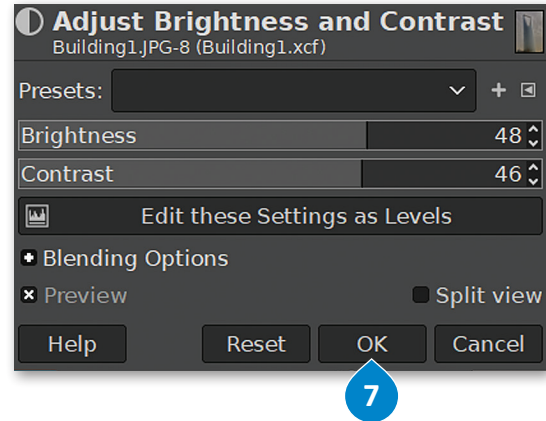 Adjust Brightness and Contrast
Building1.JPG-8 (Building1.xcf)
Presets:
Brightness 48
Contrast 46
Edit these Settings as Levels
Blending Options
Preview Split view
Help Reset OK Cancel
7